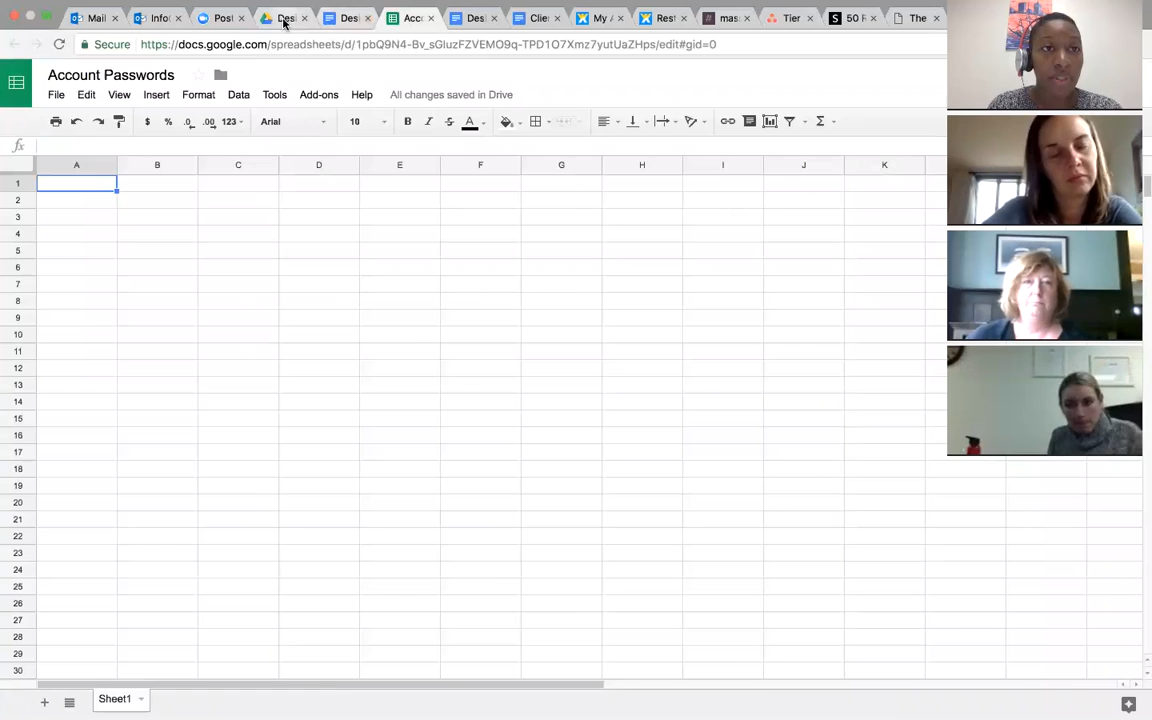 Mail
Info
Post
Desi
Desi
Acc
Desi
Clie
My A
Rest
mas
Tier
50 R
The
Secure
https://docs.google.com/spreadsheets/d/1pbQ9N4-Bv_sGluzFZVEMO9q-TPD1O7Xmz7yutUaZHps/edit#gid=0
Account Passwords
File Edit View Insert Format Data Tools Add-ons Help All changes saved in Drive
$ % .0 .00 123 Arial 10 B I S A
fx
A B C D E F G H I J K
1
2
3
4
5
6
7
8
9
10
11
12
13
14
15
16
17
18
19
20
21
22
23
24
25
26
27
28
29
30
Sheet1